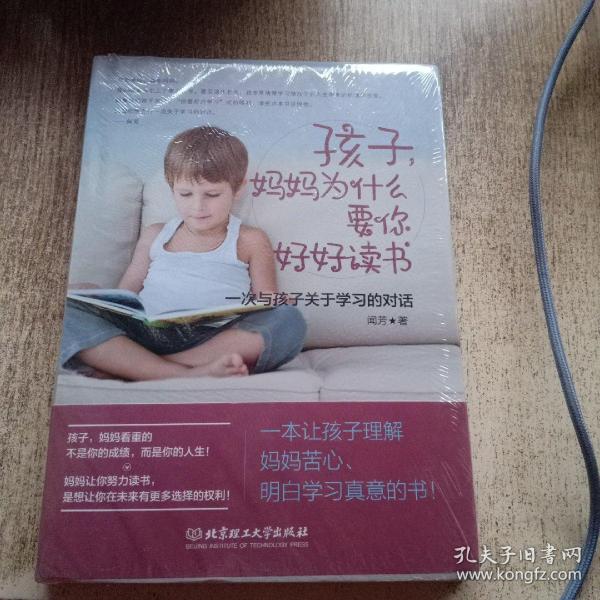 孩子,
妈妈为什么
要你
好好读书
一次与孩子关于学习的对话
闻芳★著
孩子，妈妈看重的
不是你的成绩，而是你的人生！
妈妈让你努力读书，
是想让你在未来有更多选择的权利！
一本让孩子理解
妈妈苦心、
明白学习真意的书！
北京理工大学出版社
BEIJING INSTITUTE OF TECHNOLOGY PRESS
孔夫子旧书网
www.kongfz.com